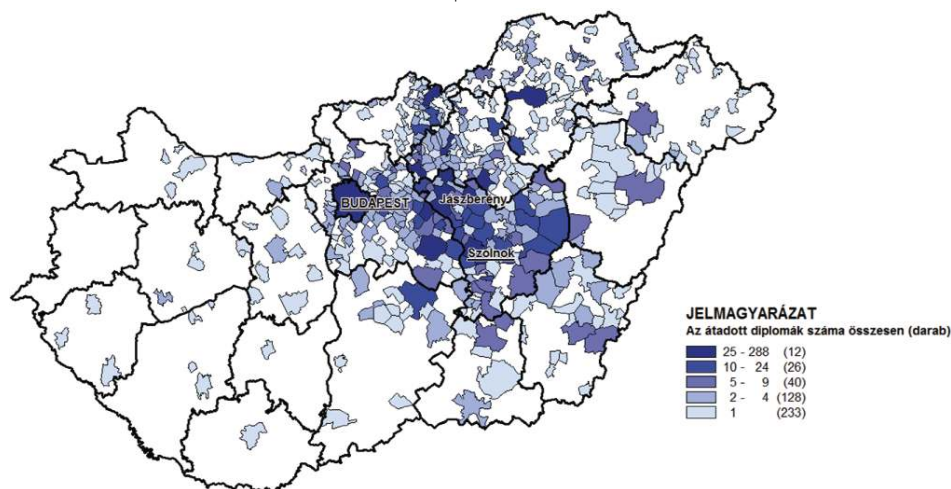 BUDAPEST
Jászberény
Szolnok
JELMAGYARÁZAT
Az átadott diplomák száma összesen (darab)
25 - 288 (12)
10 - 24 (26)
5 - 9 (40)
2 - 4 (128)
1 (233)